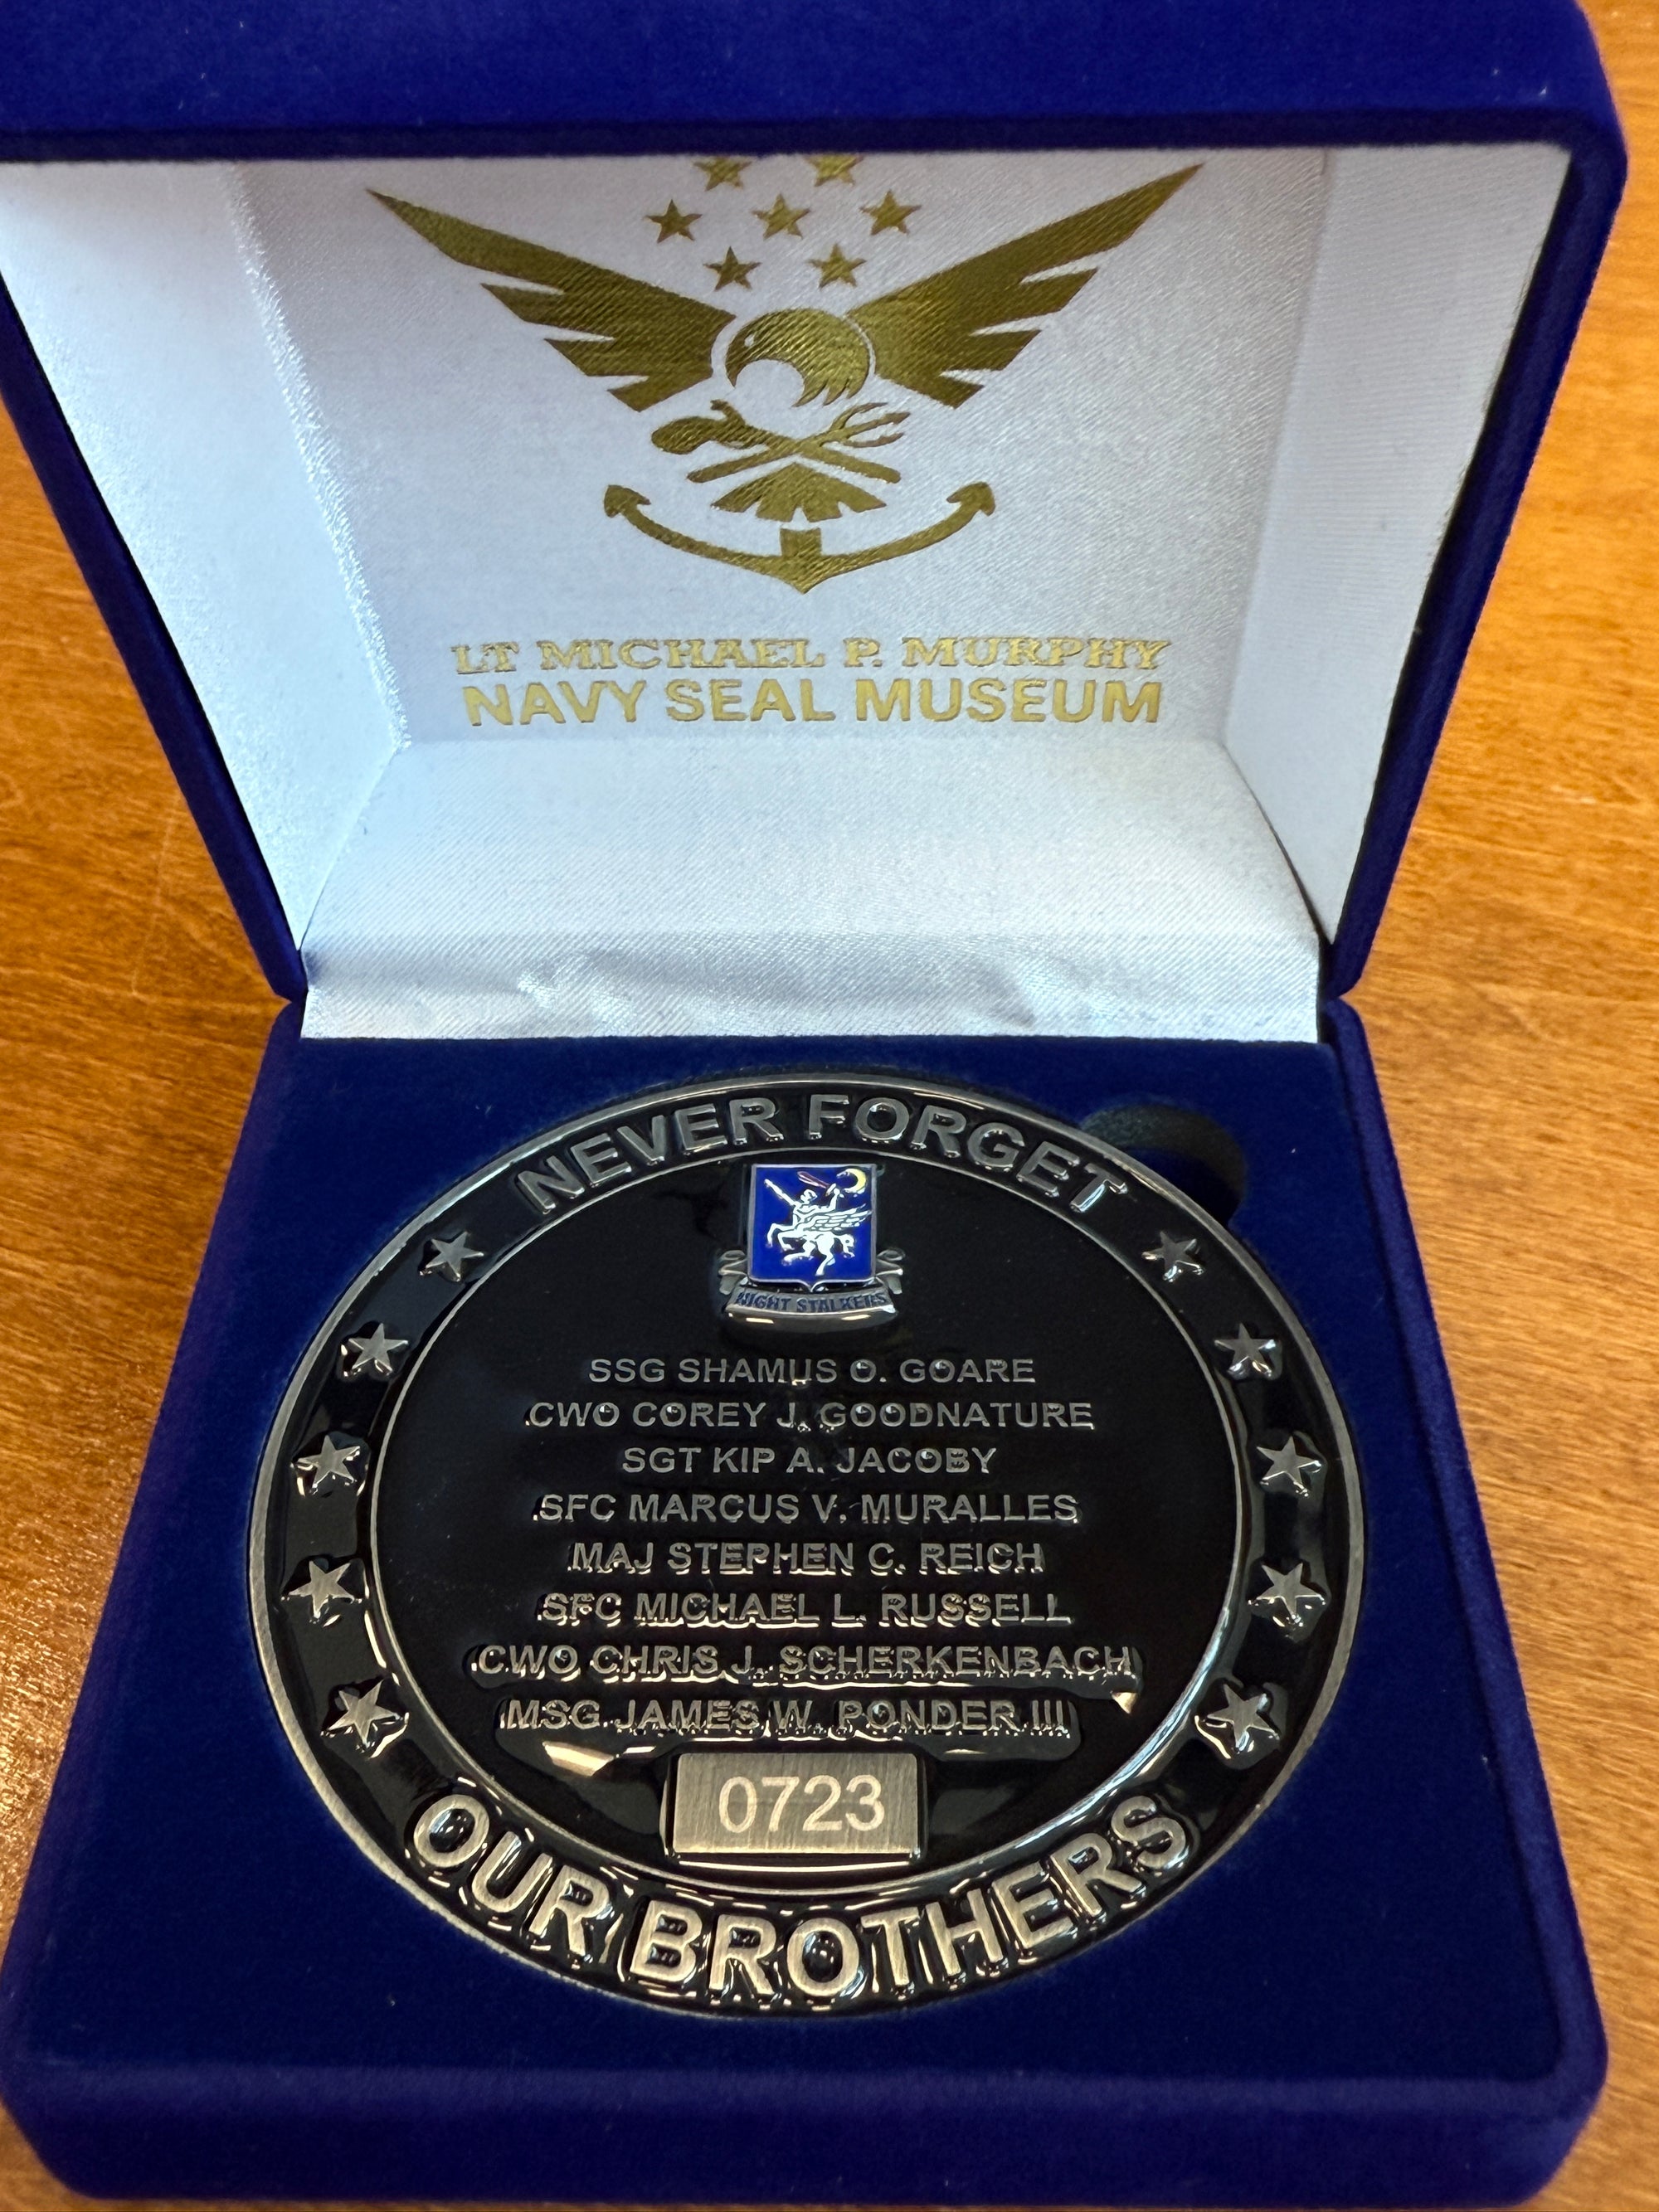 LT MICHAEL P. MURPHY
NAVY SEAL MUSEUM
NEVER FORGET
NIGHT STALKERS
SSG SHAMUS O. GOARE
CWO COREY J. GOODNATURE
SGT KIP A. JACOBY
SFC MARCUS V. MURALLES
MAJ STEPHEN C. REICH
SFC MICHAEL L. RUSSELL
CWO CHRIS J. SCHERKENBACH
MSG JAMES W. PONDER III
0723
OUR BROTHERS